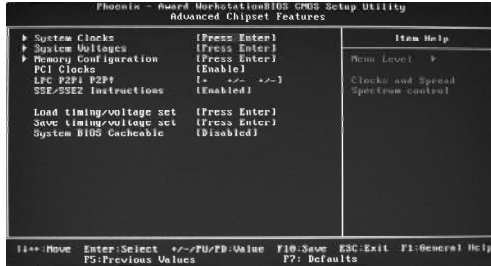 Phoenix - Award WorkstationBIOS CMOS Setup Utility
Advanced Chipset Features
System Clocks [Press Enter]
System Voltages [Press Enter]
Memory Configuration [Press Enter]
PCI Clocks [Enable]
LPC P2P1 P2P†
SSE/SSE2 Instructions [Enabled]
Load timing/voltage set [Press Enter]
Save timing/voltage set [Press Enter]
System BIOS Cacheable [Disabled]
Item Help
Menu Level
Clocks and Spread
Spectrum control
:Move Enter:Select +/-/PU/PD:Value F10:Save ESC:Exit F1:General Help
F5:Previous Values F7: Defaults